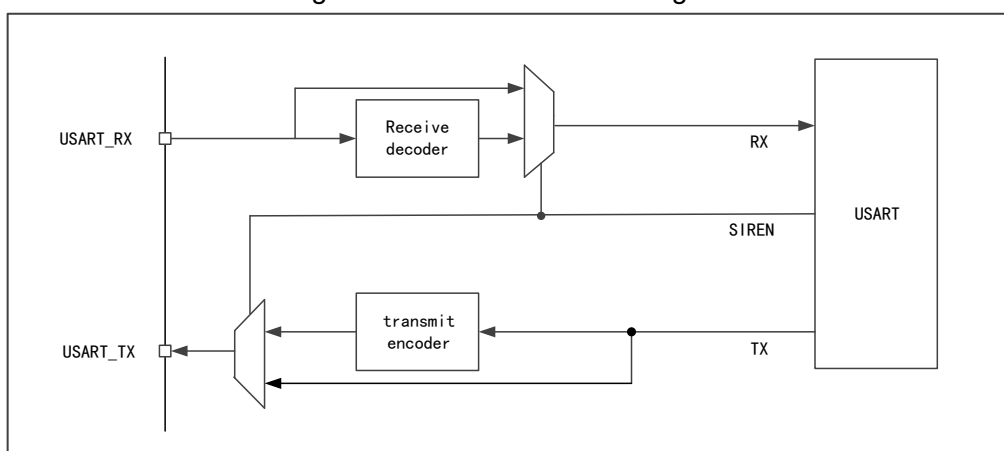 USART_RX
Receive
decoder
RX
USART
SIREN
USART_TX
transmit
encoder
TX